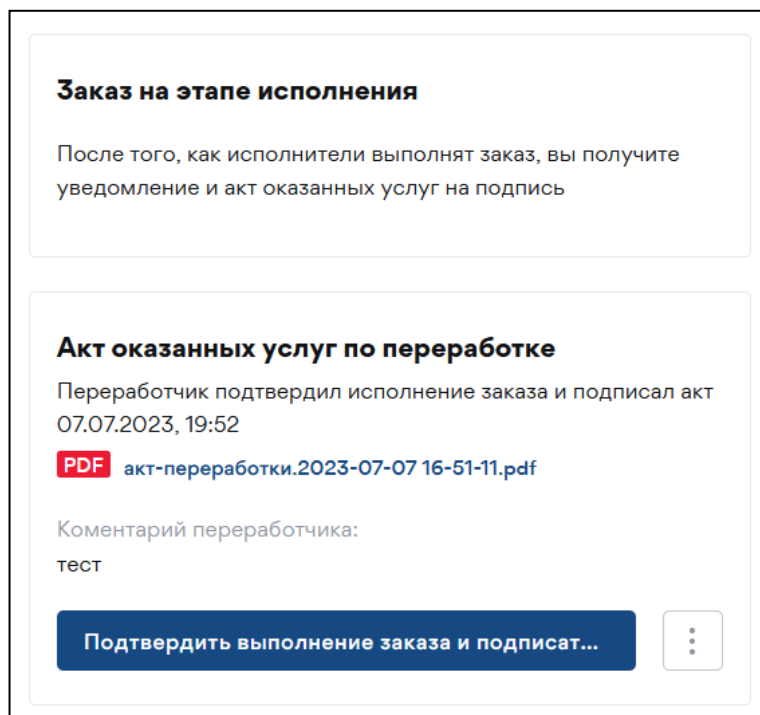 Заказ на этапе исполнения
После того, как исполнители выполнят заказ, вы получите
уведомление и акт оказанных услуг на подпись
Акт оказанных услуг по переработке
Переработчик подтвердил исполнение заказа и подписал акт
07.07.2023, 19:52
PDF акт-переработки.2023-07-07 16-51-11.pdf
Коментарий переработчика:
тест
Подтвердить выполнение заказа и подписат...